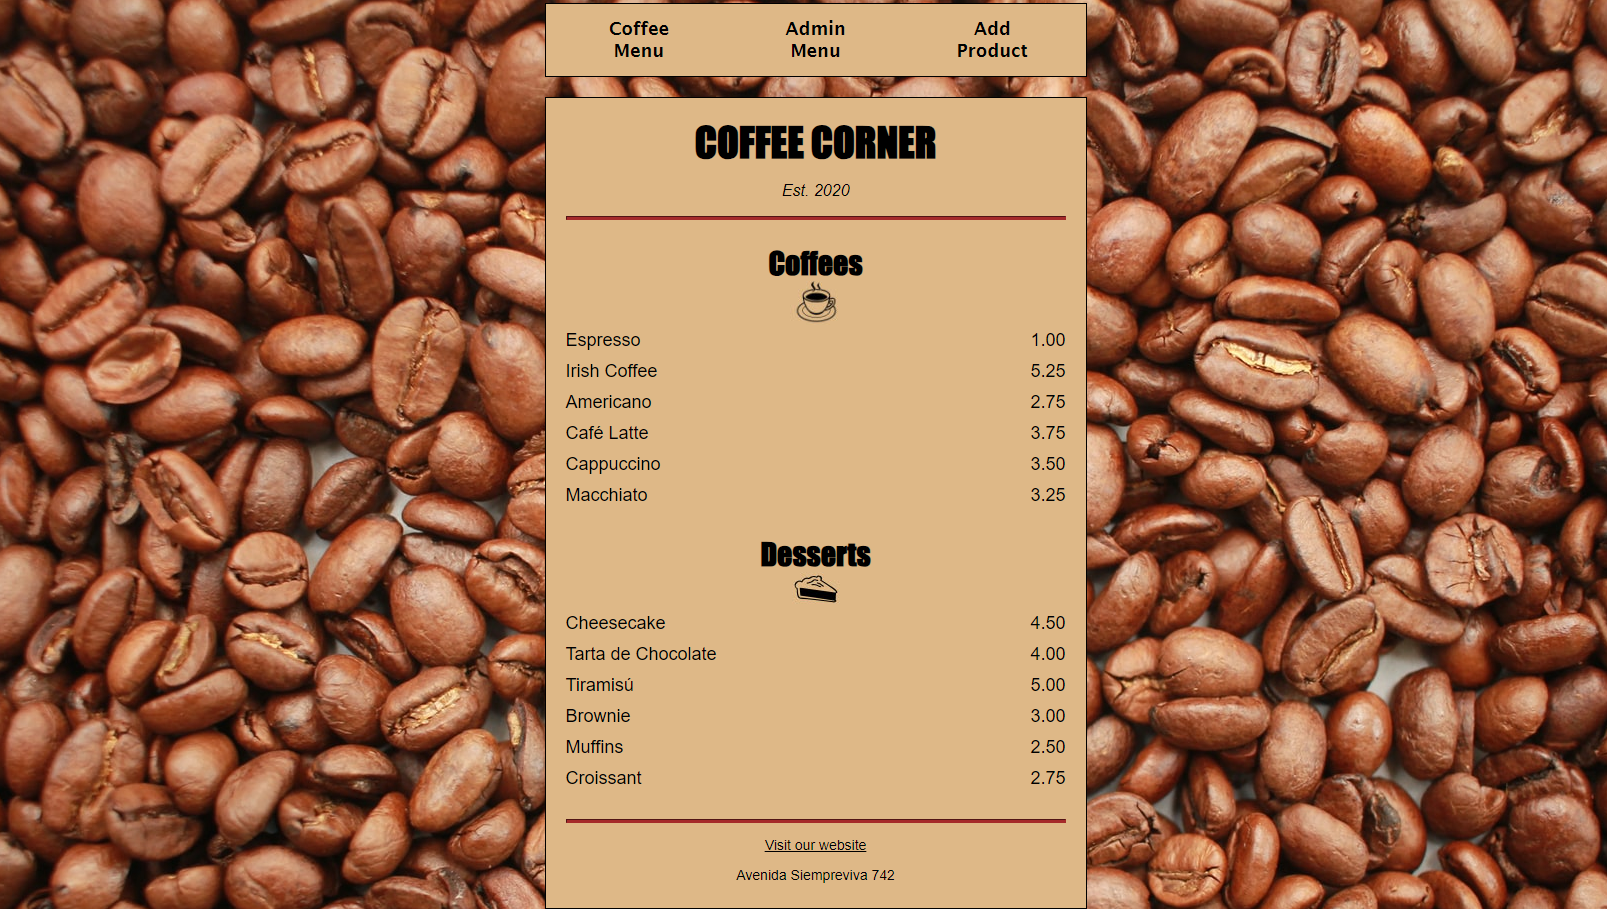 Coffee Menu
Admin Menu
Add Product
COFFEE CORNER
Est. 2020
Coffees
Espresso 1.00
Irish Coffee 5.25
Americano 2.75
Café Latte 3.75
Cappuccino 3.50
Macchiato 3.25
Desserts
Cheesecake 4.50
Tarta de Chocolate 4.00
Tiramisú 5.00
Brownie 3.00
Muffins 2.50
Croissant 2.75
Visit our website
Avenida Siempreviva 742